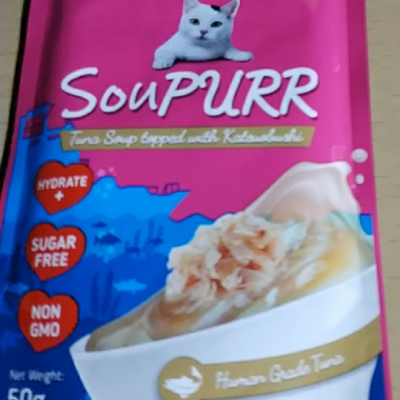 SouPURR
Tuna Soup topped with Katsuobushi
HYDRATE
+
SUGAR
FREE
NON
GMO
Net Weight:
50g
Human Grade Tuna